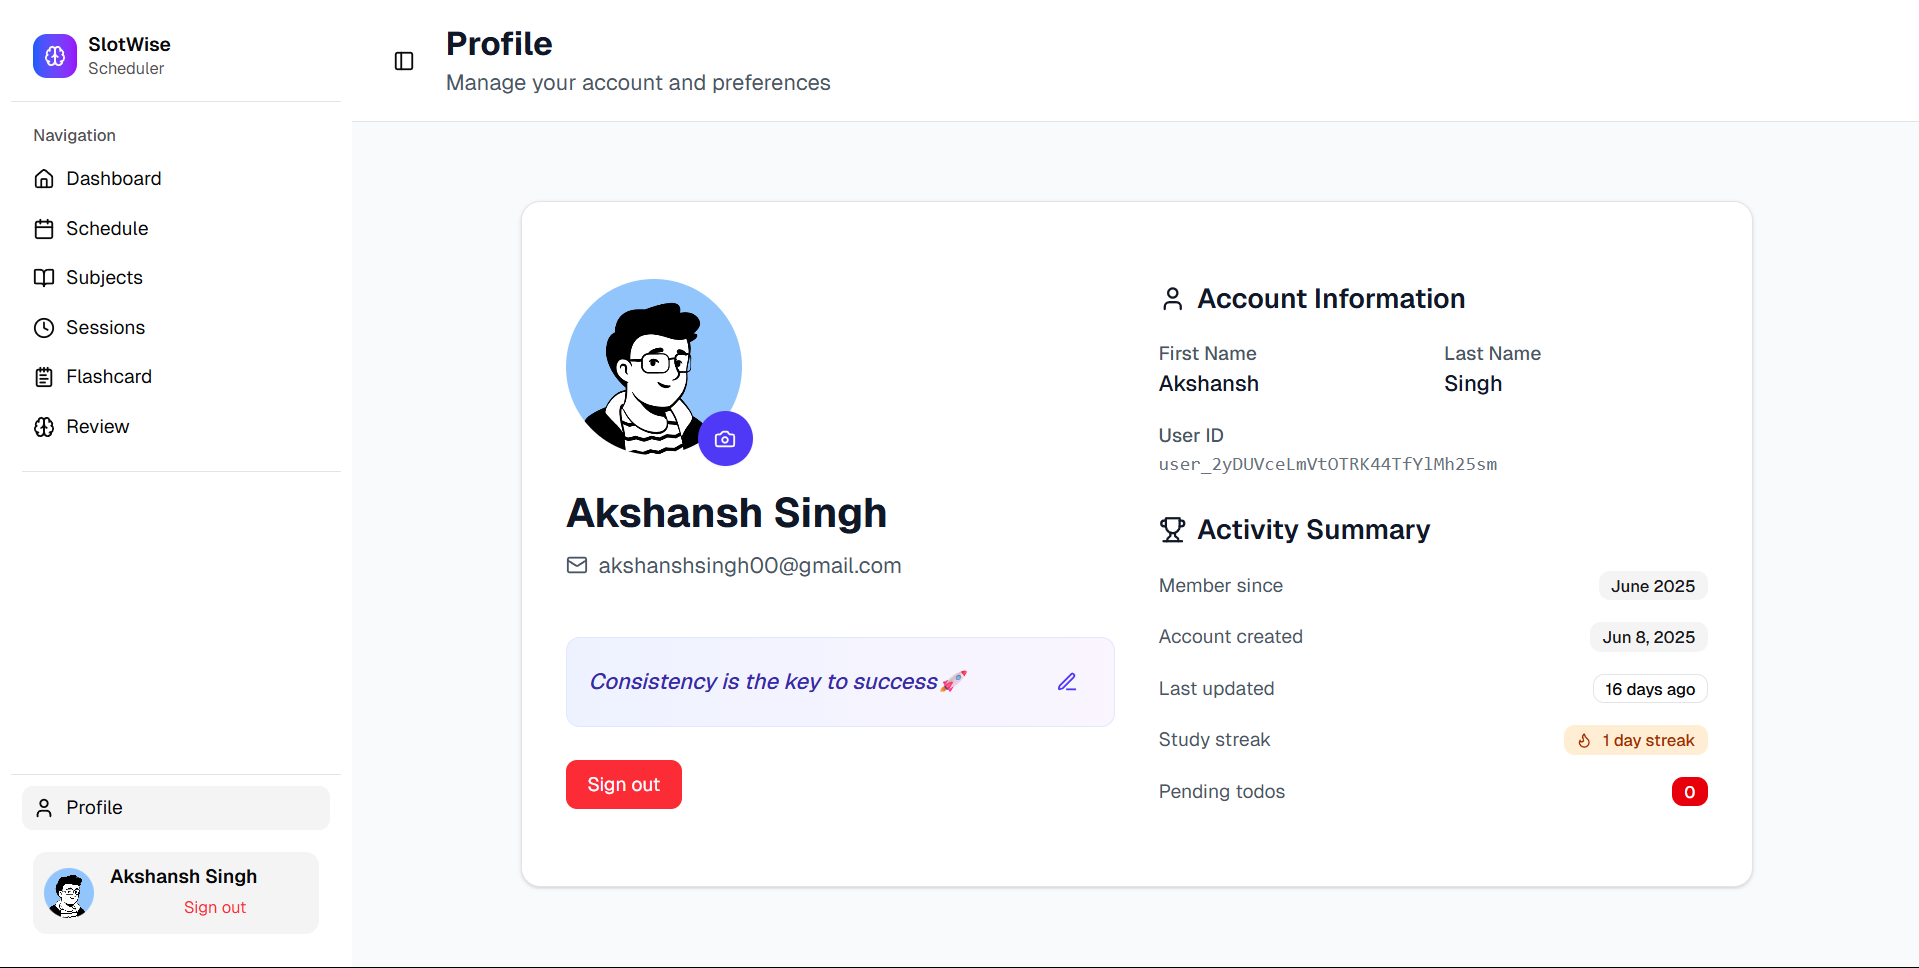 SlotWise
Scheduler
Navigation
Dashboard
Schedule
Subjects
Sessions
Flashcard
Review
Profile
Akshansh Singh
Sign out
Profile
Manage your account and preferences
Akshansh Singh
akshanshsingh00@gmail.com
Consistency is the key to success🚀
Sign out
Account Information
First Name Last Name
Akshansh Singh
User ID
user_2yDUVceLmVtOTRK44TfYlMh25sm
Activity Summary
Member since June 2025
Account created Jun 8, 2025
Last updated 16 days ago
Study streak 1 day streak
Pending todos 0